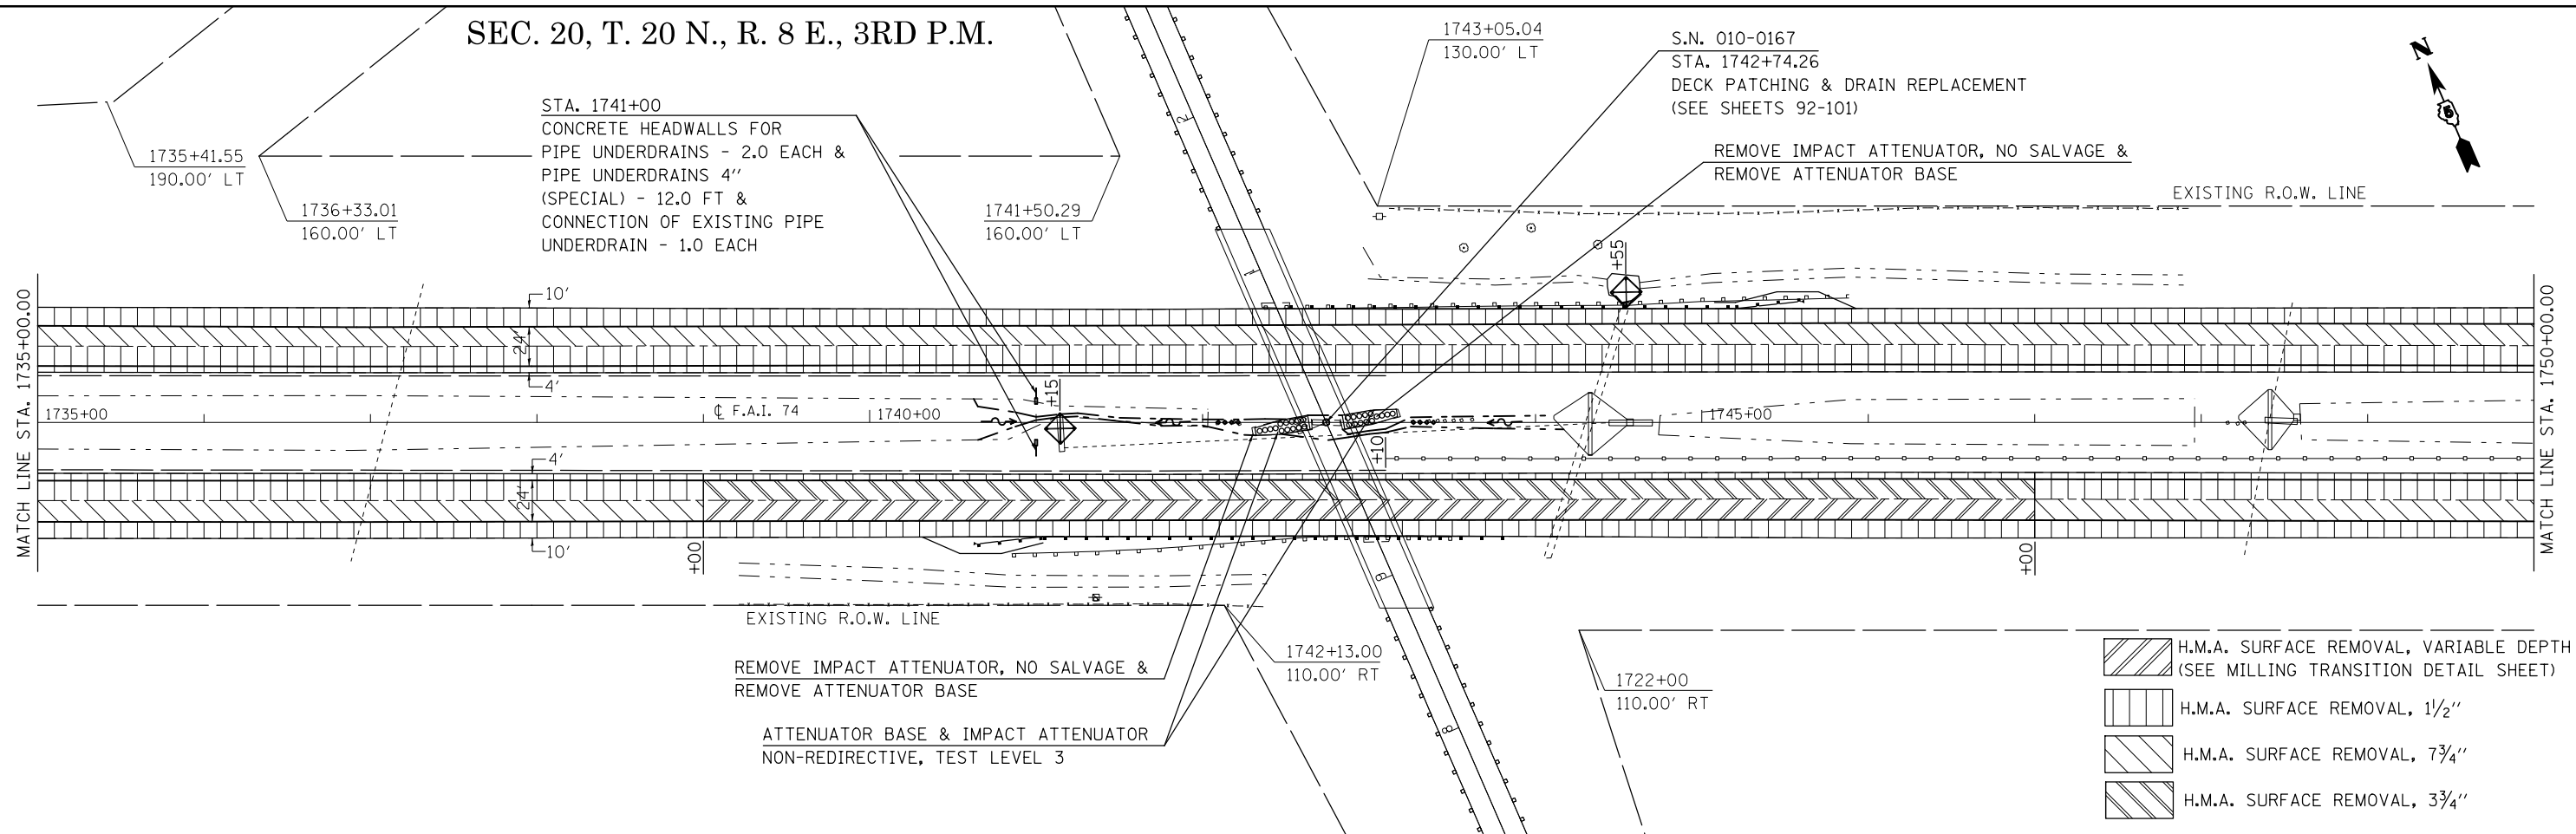 SEC. 20, T. 20 N., R. 8 E., 3RD P.M.
1743+05.04
130.00' LT
S.N. 010-0167
STA. 1742+74.26
DECK PATCHING & DRAIN REPLACEMENT
(SEE SHEETS 92-101)
N
5
STA. 1741+00
CONCRETE HEADWALLS FOR
PIPE UNDERDRAINS - 2.0 EACH &
PIPE UNDERDRAINS 4"
(SPECIAL) - 12.0 FT &
CONNECTION OF EXISTING PIPE
UNDERDRAIN - 1.0 EACH
2
1735+41.55
190.00' LT
1736+33.01
160.00' LT
1741+50.29
160.00' LT
REMOVE IMPACT ATTENUATOR, NO SALVAGE &
REMOVE ATTENUATOR BASE
EXISTING R.O.W. LINE
1
+55
MATCH LINE STA. 1735+00.00
10'
24'
4'
+15
1735+00
℄ F.A.I. 74
1740+00
1745+00
+10
4'
24'
10'
MATCH LINE STA. 1750+00.00
+00
+00
9
EXISTING R.O.W. LINE
1742+13.00
110.00' RT
REMOVE IMPACT ATTENUATOR, NO SALVAGE &
REMOVE ATTENUATOR BASE
1722+00
110.00' RT
8
ATTENUATOR BASE & IMPACT ATTENUATOR
NON-REDIRECTIVE, TEST LEVEL 3
H.M.A. SURFACE REMOVAL, VARIABLE DEPTH
(SEE MILLING TRANSITION DETAIL SHEET)
H.M.A. SURFACE REMOVAL, 1½"
H.M.A. SURFACE REMOVAL, 7¾"
H.M.A. SURFACE REMOVAL, 3¾"